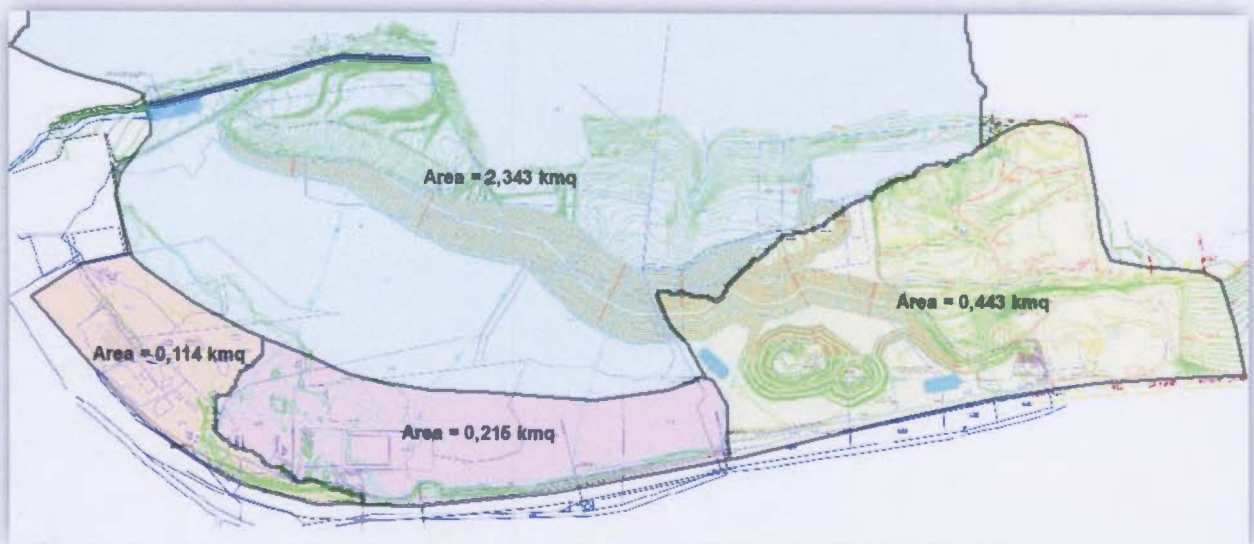 Area = 2,343 kmq
Area = 0,443 kmq
Area = 0,114 kmq
Area = 0,215 kmq